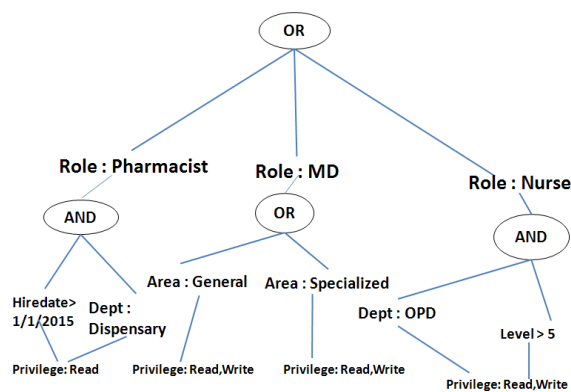 OR
Role : Pharmacist
Role : MD
Role : Nurse
AND
OR
AND
Area : General
Area : Specialized
Hiredate>
1/1/2015
Dept :
Dispensary
Dept : OPD
Level > 5
Privilege: Read
Privilege: Read,Write
Privilege: Read,Write
Privilege: Read,Write